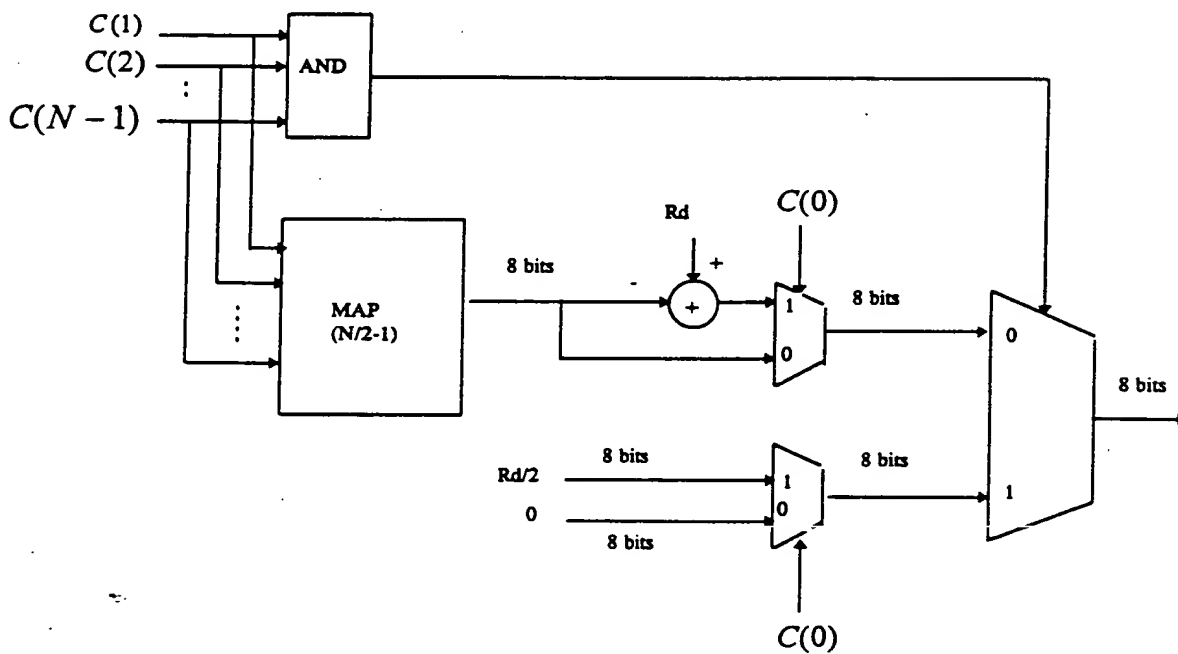 C(1)
C(2)
⋮
C(N − 1)
AND
C(0)
Rd
+
8 bits
-
+
1
8 bits
MAP
(N/2-1)
0
0
8 bits
8 bits
8 bits
Rd/2
1
1
0
0
8 bits
C(0)